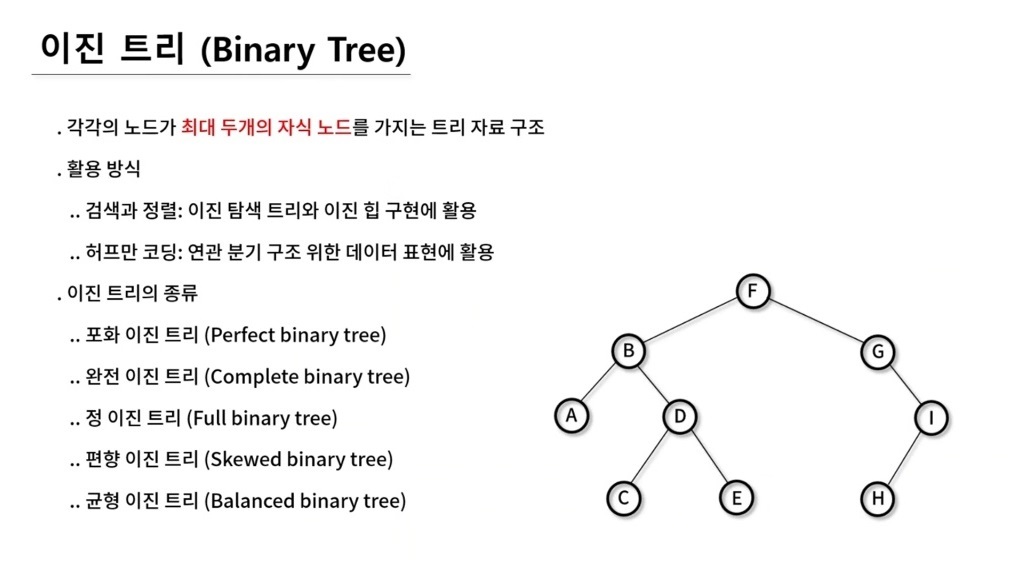 이진 트리 (Binary Tree)
. 각각의 노드가 최대 두개의 자식 노드를 가지는 트리 자료 구조
. 활용 방식
.. 검색과 정렬: 이진 탐색 트리와 이진 힙 구현에 활용
.. 허프만 코딩: 연관 분기 구조 위한 데이터 표현에 활용
. 이진 트리의 종류
.. 포화 이진 트리 (Perfect binary tree)
.. 완전 이진 트리 (Complete binary tree)
.. 정 이진 트리 (Full binary tree)
.. 편향 이진 트리 (Skewed binary tree)
.. 균형 이진 트리 (Balanced binary tree)
F
B G
A D I
C E H